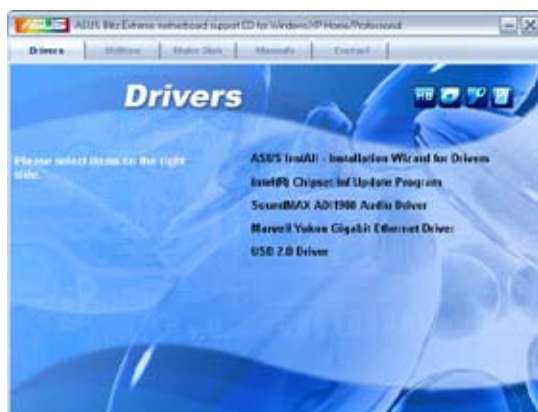 ASUS
ASUS Blitz Extreme motherboard support CD for Windows XP Home/Professional
Drivers
Utilities
Make Disk
Manuals
Contact
Drivers
Please select items on the right
side.
ASUS InstAll - Installation Wizard for Drivers
Intel(R) Chipset Inf Update Program
SoundMAX ADI1988 Audio Driver
Marvell Yukon Gigabit Ethernet Driver
USB 2.0 Driver